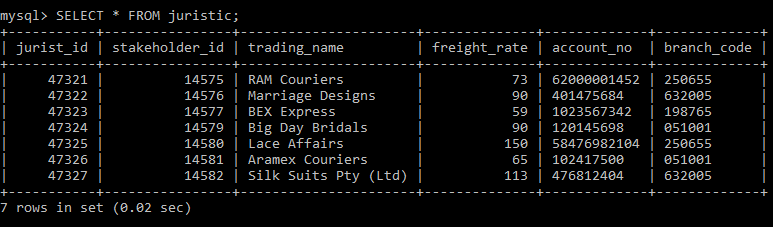 mysql> SELECT * FROM juristic;
+-----------+----------------+----------------------+--------------+-------------+-------------+
| jurist_id | stakeholder_id | trading_name         | freight_rate | account_no  | branch_code |
+-----------+----------------+----------------------+--------------+-------------+-------------+
|     47321 |          14575 | RAM Couriers         |           73 | 62000001452 | 250655      |
|     47322 |          14576 | Marriage Designs     |           90 | 401475684   | 632005      |
|     47323 |          14577 | BEX Express          |           59 | 1023567342  | 198765      |
|     47324 |          14579 | Big Day Bridals      |           90 | 120145698   | 051001      |
|     47325 |          14580 | Lace Affairs         |          150 | 58476982104 | 250655      |
|     47326 |          14581 | Aramex Couriers      |           65 | 102417500   | 051001      |
|     47327 |          14582 | Silk Suits Pty (Ltd) |          113 | 476812404   | 632005      |
+-----------+----------------+----------------------+--------------+-------------+-------------+
7 rows in set (0.02 sec)